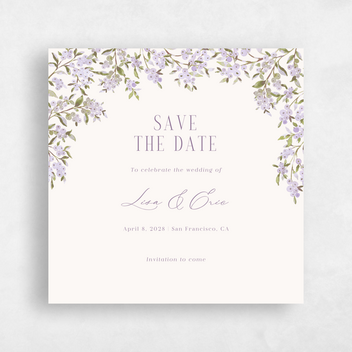 SAVE
THE DATE
To celebrate the wedding of
Lisa & Eric
April 8, 2028 | San Francisco, CA
Invitation to come